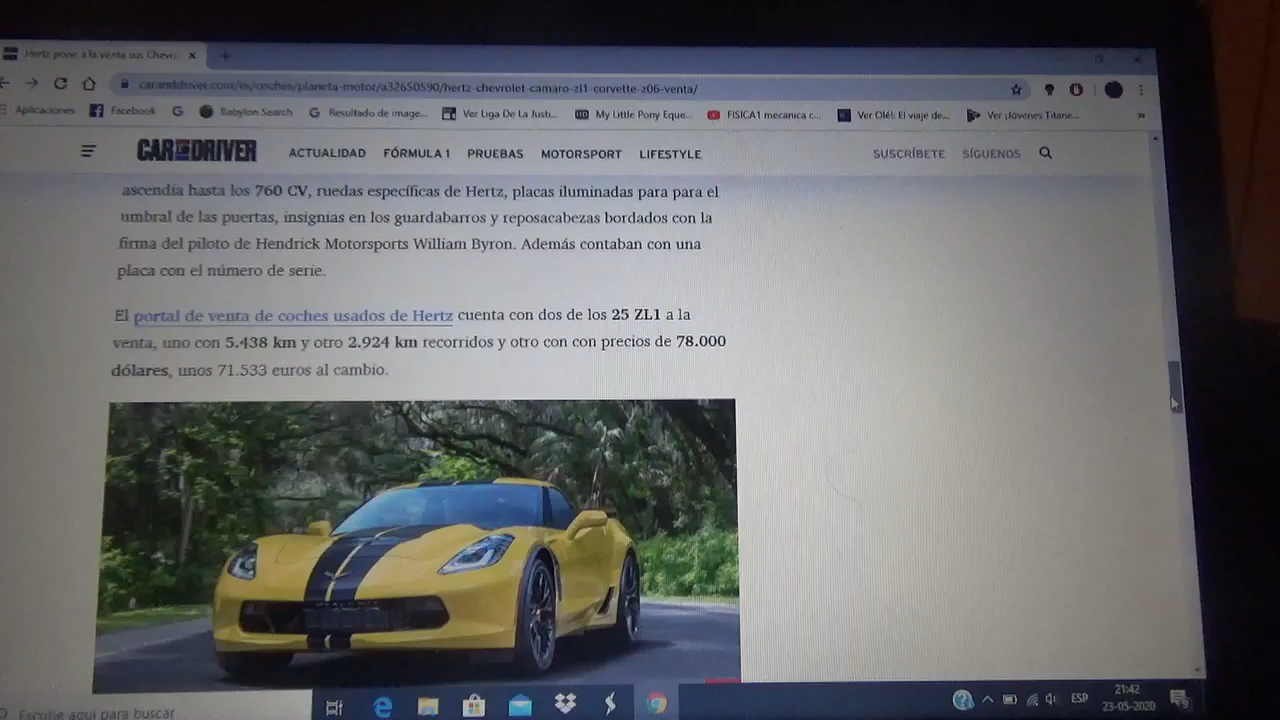 Hertz pone a la venta sus Chevr
caranddriver.com/es/coches/planeta-motor/a32650590/hertz-chevrolet-camaro-zl1-corvette-z06-venta/
Aplicaciones Facebook Babylon Search Resultado de image... Ver Liga De La Justi... My Little Pony Eque... FISICA1 mecanica c... Ver Olé!: El viaje de... Ver ¡Jóvenes Titane... »
CAR AND DRIVER ACTUALIDAD FÓRMULA 1 PRUEBAS MOTORSPORT LIFESTYLE SUSCRÍBETE SÍGUENOS
ascendía hasta los 760 CV, ruedas específicas de Hertz, placas iluminadas para para el
umbral de las puertas, insignias en los guardabarros y reposacabezas bordados con la
firma del piloto de Hendrick Motorsports William Byron. Además contaban con una
placa con el número de serie.
El portal de venta de coches usados de Hertz cuenta con dos de los 25 ZL1 a la
venta, uno con 5.438 km y otro 2.924 km recorridos y otro con con precios de 78.000
dólares, unos 71.533 euros al cambio.
Escribe aquí para buscar
ESP
21:42
23-05-2020